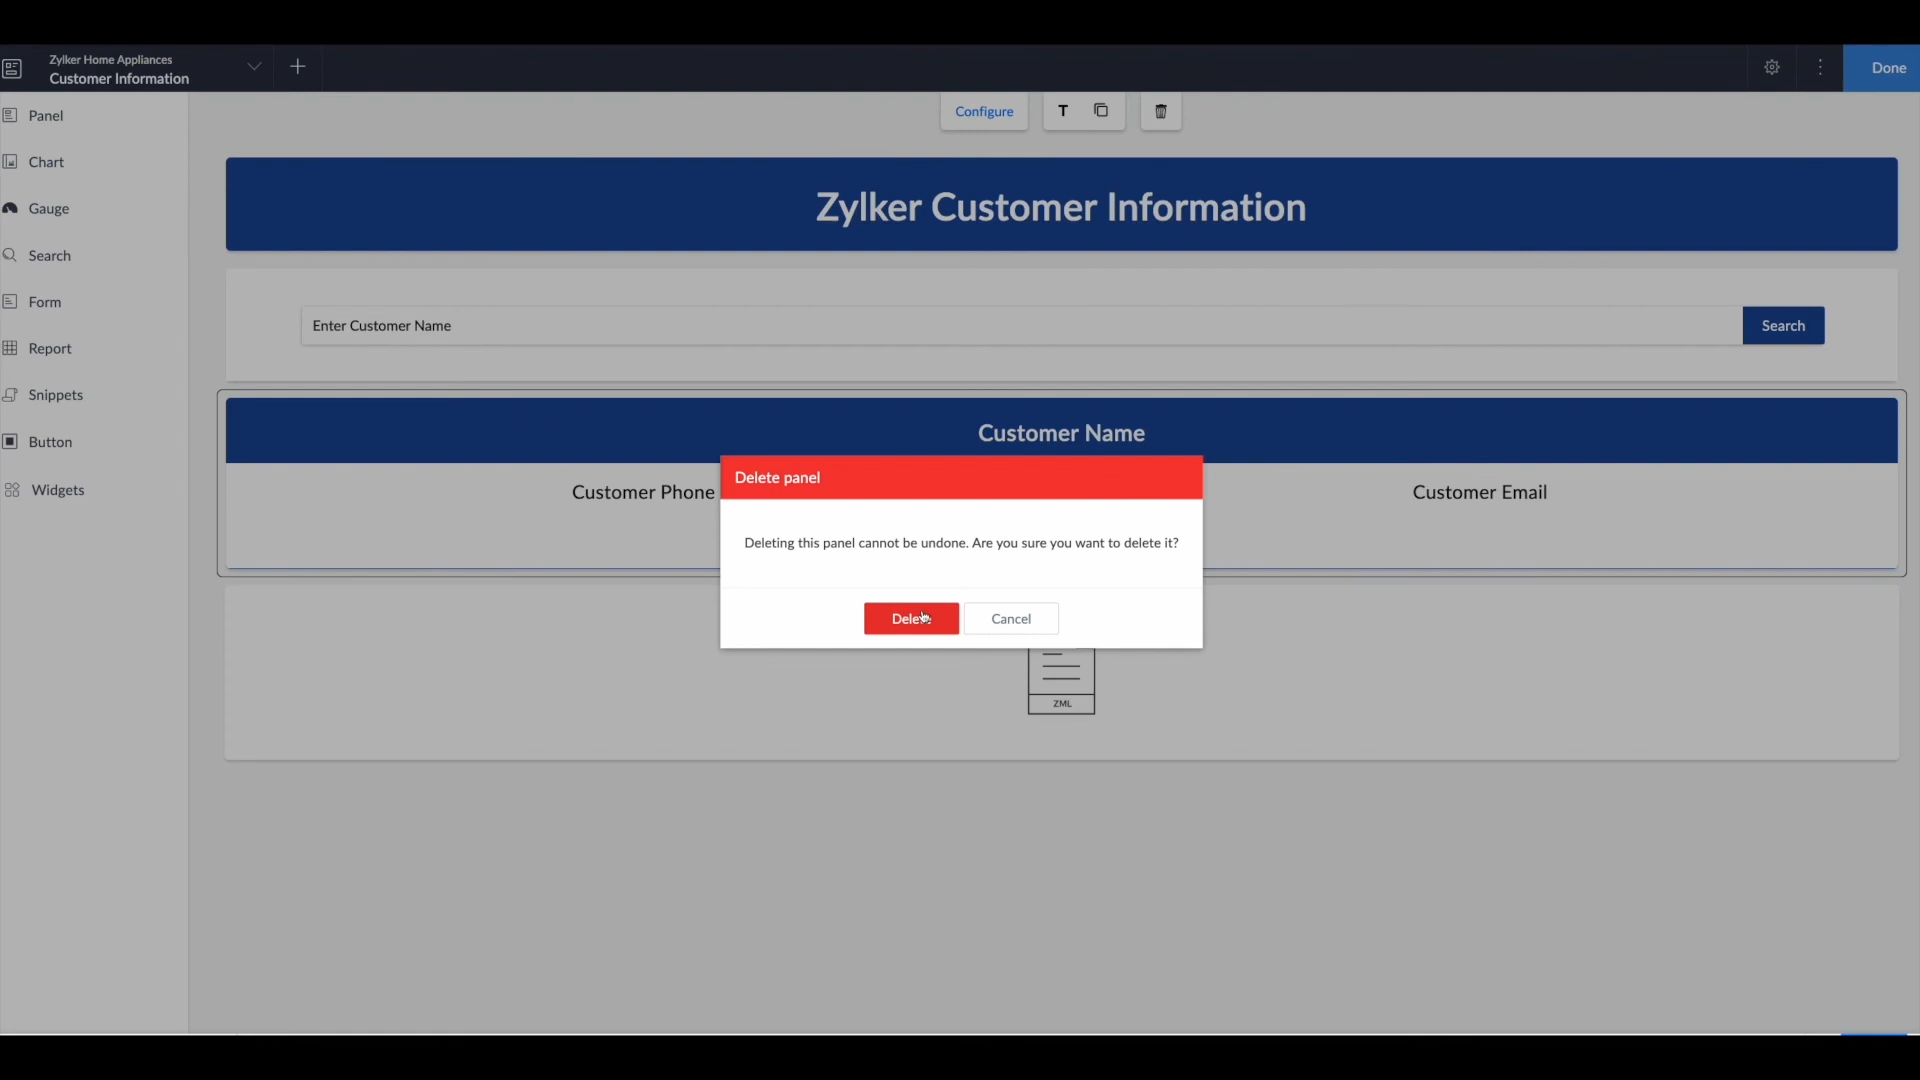 Zylker Home Appliances
Customer Information
Done
Panel
Chart
Gauge
Search
Form
Report
Snippets
Button
Widgets
Configure
T
Zylker Customer Information
Enter Customer Name
Search
Customer Name
Customer Phone
Customer Email
Delete panel
Deleting this panel cannot be undone. Are you sure you want to delete it?
Delete
Cancel
ZML